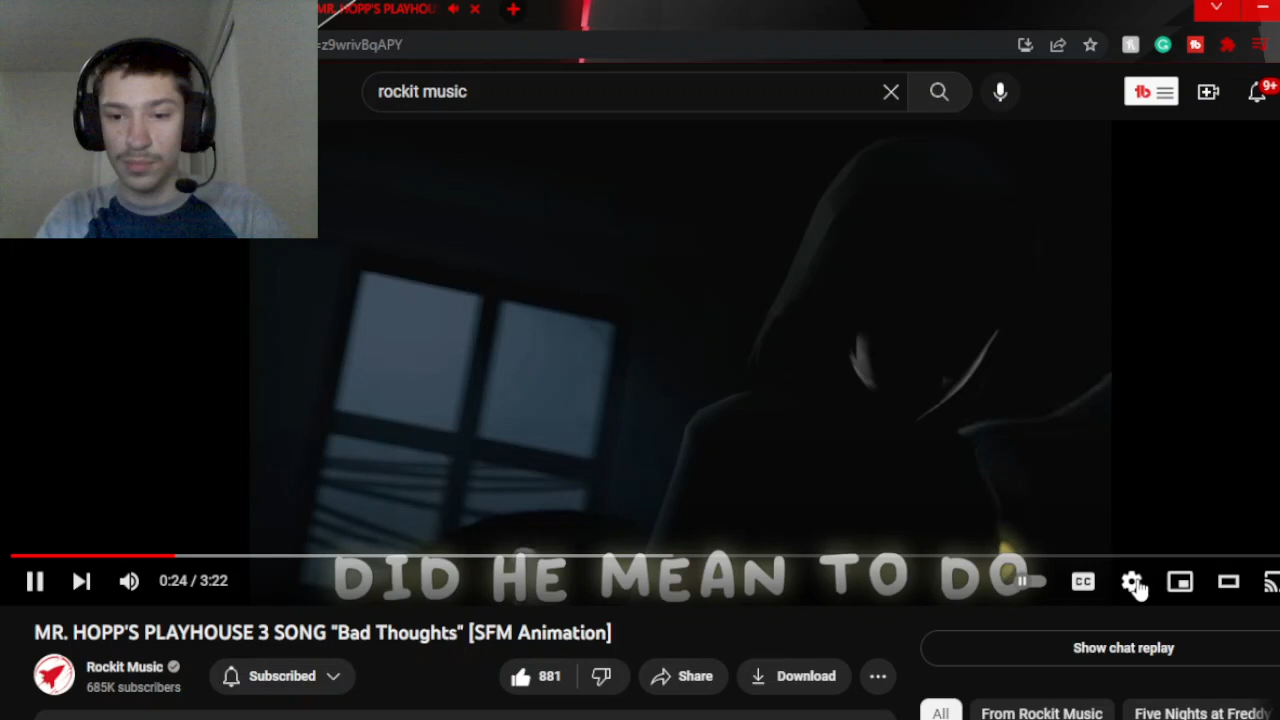 MR. HOPP'S PLAYHOU
=z9wrivBqAPY
rockit music
9+
DID HE MEAN TO DO
0:24 / 3:22
CC
MR. HOPP'S PLAYHOUSE 3 SONG "Bad Thoughts" [SFM Animation]
Rockit Music
685K subscribers
Subscribed
881
Share
Download
Show chat replay
All
From Rockit Music
Five Nights at Freddy